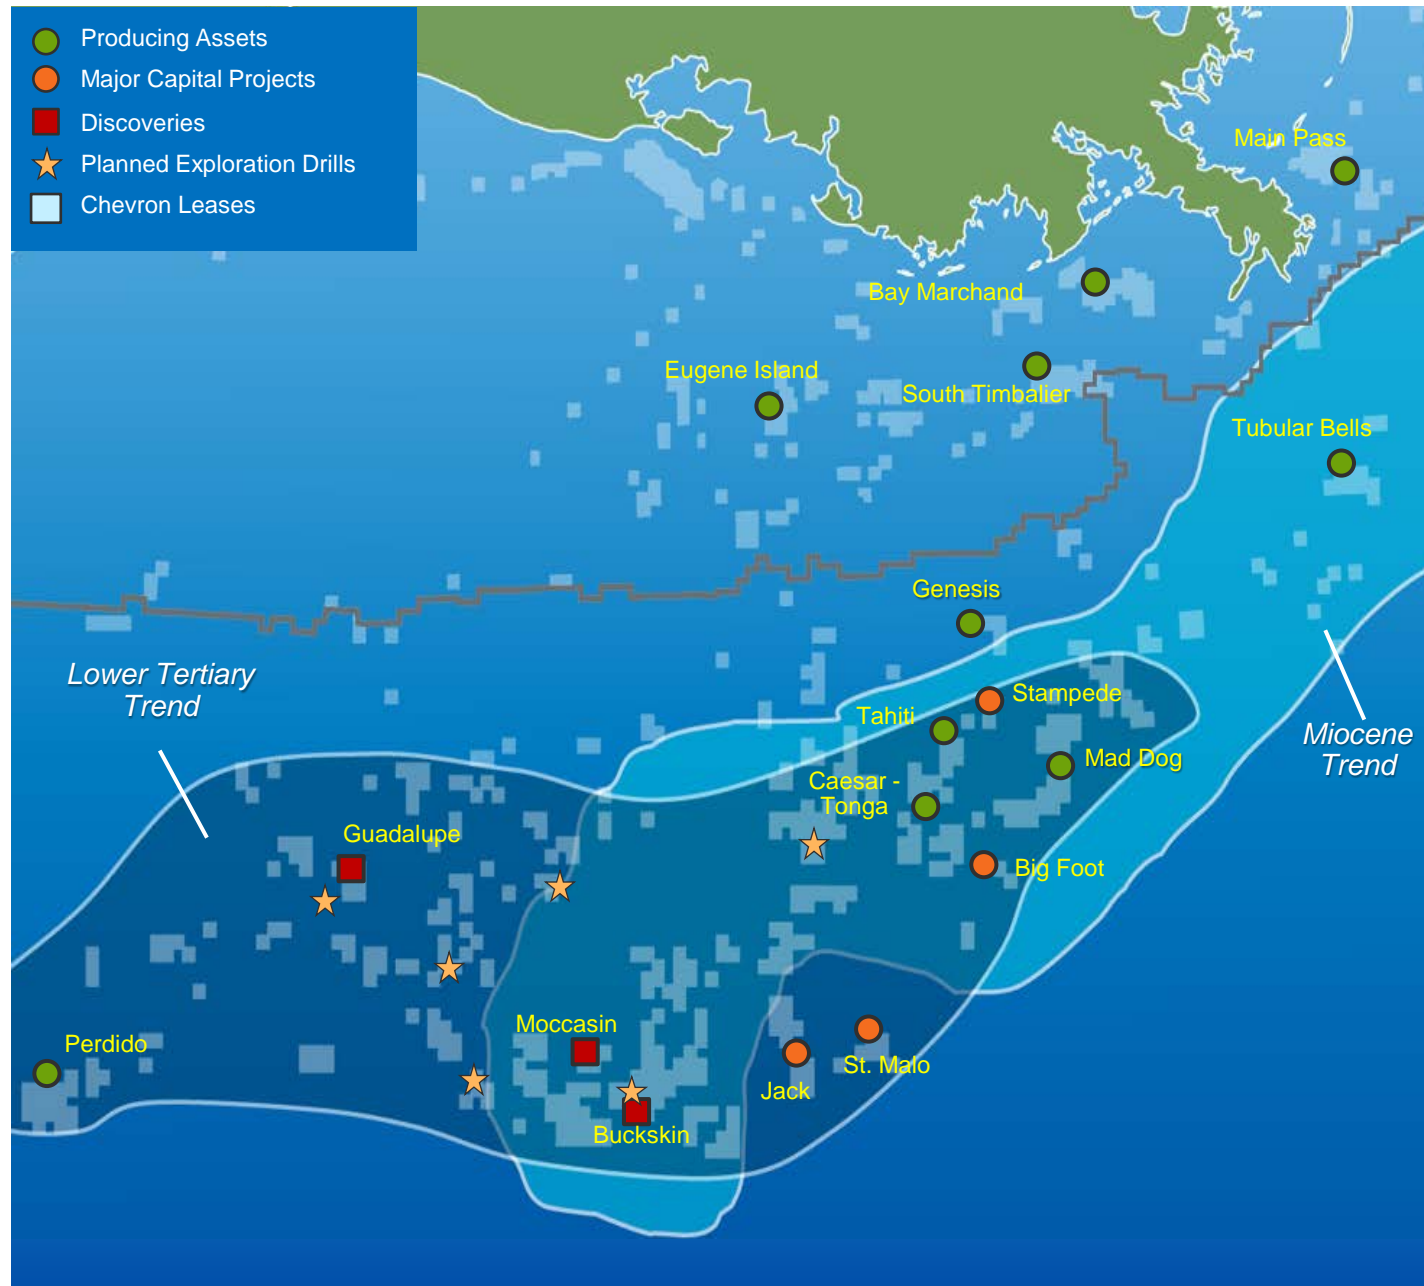 Producing Assets
Major Capital Projects
Discoveries
Planned Exploration Drills
Chevron Leases
Main Pass
Bay Marchand
Eugene Island
South Timbalier
Tubular Bells
Genesis
Lower Tertiary
Trend
Stampede
Tahiti
Miocene
Trend
Mad Dog
Caesar -
Tonga
Guadalupe
Big Foot
Moccasin
Perdido
St. Malo
Jack
Buckskin